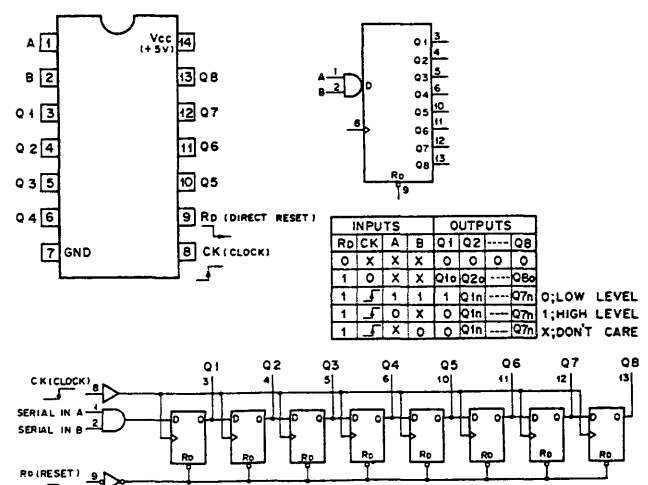 A 1 Vcc (+5V) 14
B 2 13 Q8
Q1 3 12 Q7
Q2 4 11 Q6
Q3 5 10 Q5
Q4 6 9 RD (DIRECT RESET)
7 GND 8 CK(CLOCK)
A 1
B 2
D
8
RD
9
Q1 3
Q2 4
Q3 5
Q4 6
Q5 10
Q6 11
Q7 12
Q8 13
INPUTS OUTPUTS
RD CK A B Q1 Q2 ---- Q8
0 X X X 0 0 0 0
1 0 X X Q1o Q2o ---- Q8o
1 1 1 1 Q1n ---- Q7n
1 0 X 0 Q1n ---- Q7n
1 X 0 0 Q1n ---- Q7n
0;LOW LEVEL
1;HIGH LEVEL
X;DON'T CARE
Q1 Q2 Q3 Q4 Q5 Q6 Q7 Q8
3 4 5 6 10 11 12 13
CK(CLOCK) 8
SERIAL IN A 1
SERIAL IN B 2
D Q D Q D Q D Q D Q D Q D Q D Q
RD RD RD RD RD RD RD RD
RD(RESET) 9